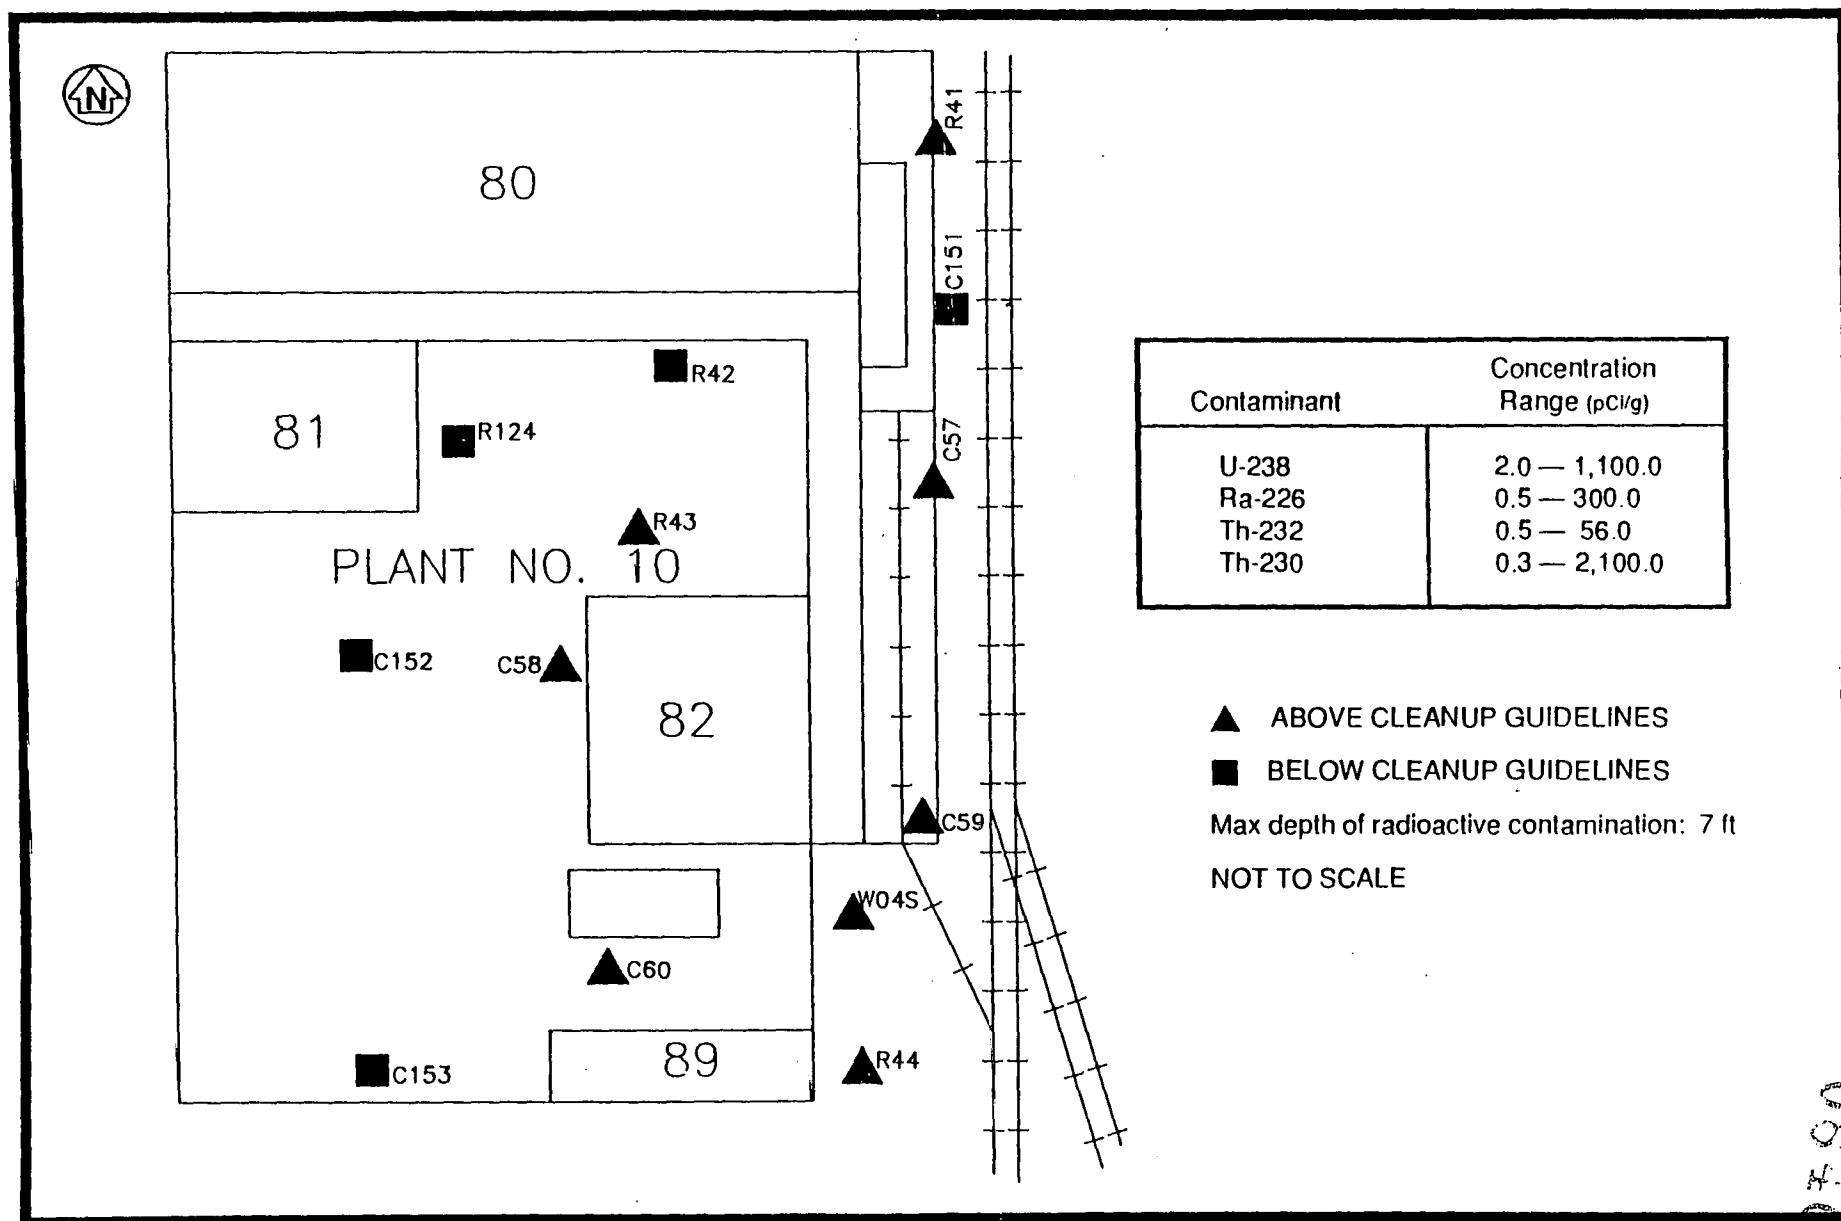 N
80
R41
C151
R42
81
R124
C57
R43
PLANT NO. 10
C152
C58
82
C59
W04S
C60
89
R44
C153
Contaminant
Concentration
Range (pCi/g)
U-238 2.0 — 1,100.0
Ra-226 0.5 — 300.0
Th-232 0.5 — 56.0
Th-230 0.3 — 2,100.0
ABOVE CLEANUP GUIDELINES
BELOW CLEANUP GUIDELINES
Max depth of radioactive contamination: 7 ft
NOT TO SCALE